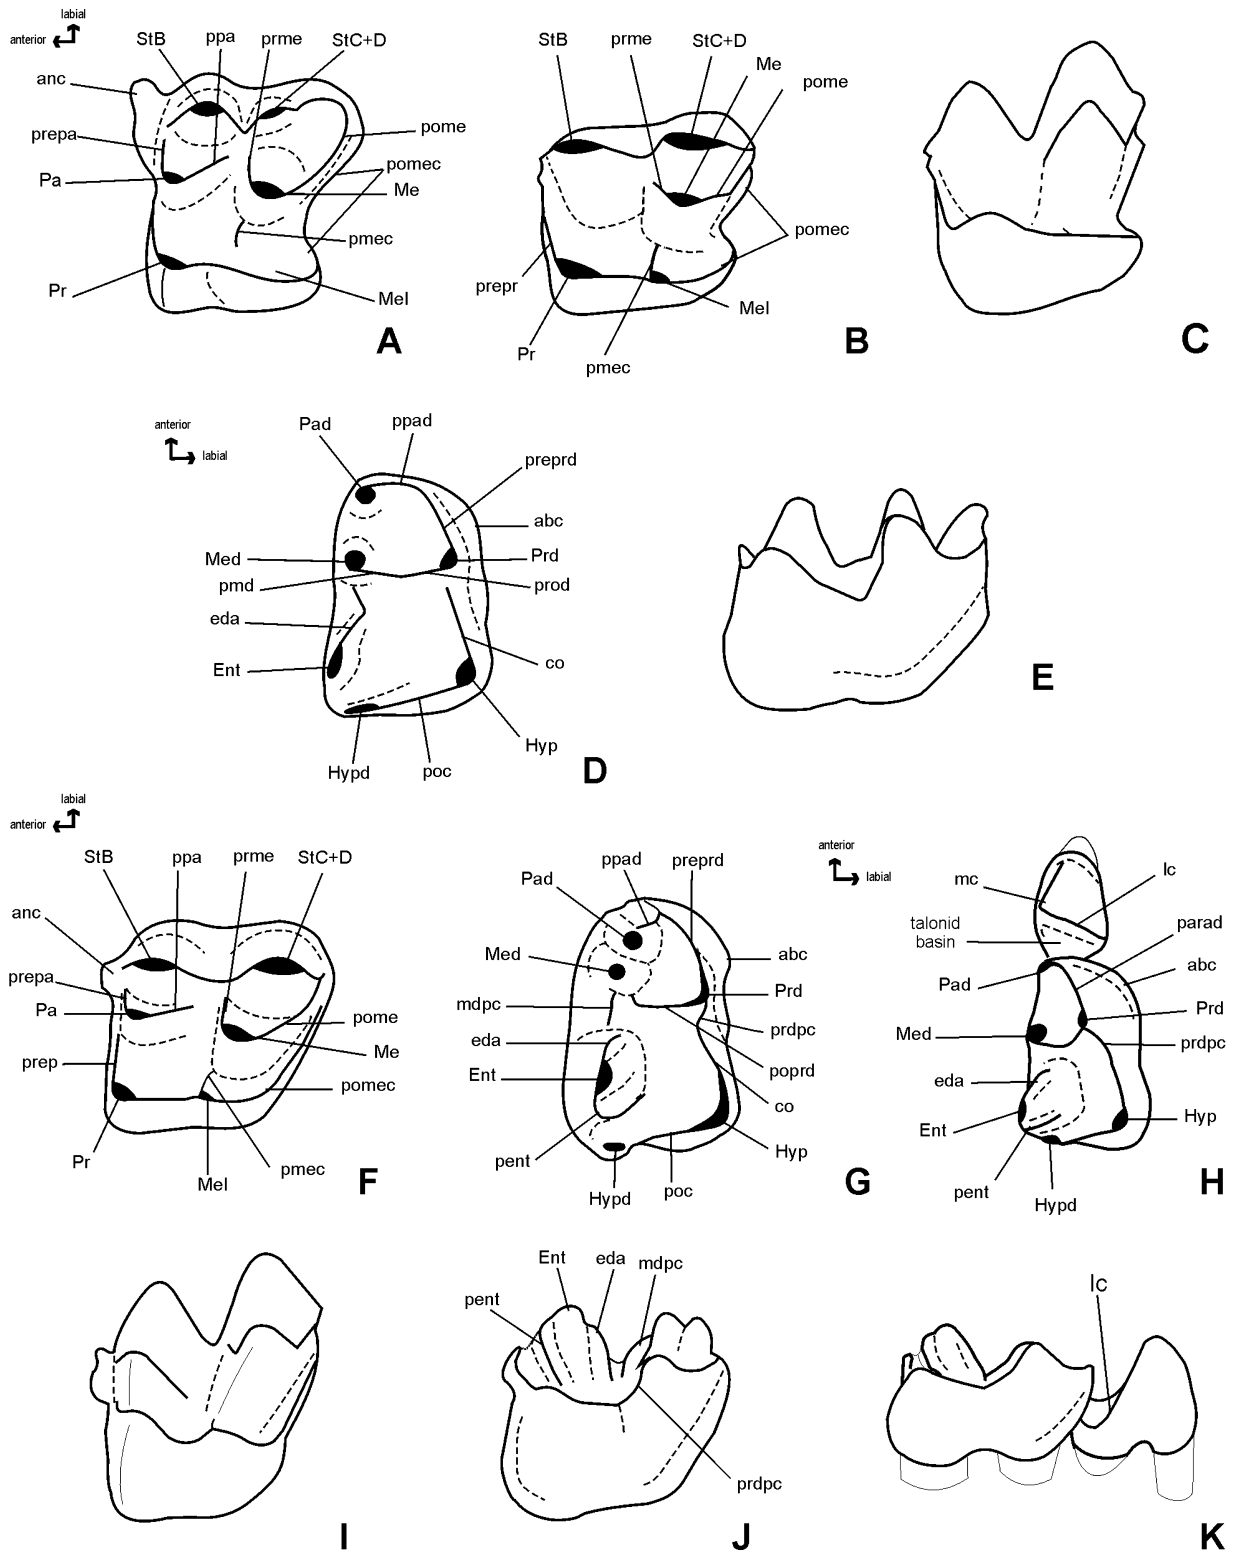 labial
anterior
StB
ppa
prme
StC+D
anc
prepa
Pa
Pr
pome
pomec
Me
pmec
Mel
A
StB
prme
StC+D
Me
pome
pomec
prepr
Pr
pmec
Mel
B
C
anterior
labial
Pad
ppad
preprd
abc
Med
Prd
pmd
prod
eda
Ent
co
Hyp
Hypd
poc
D
E
labial
anterior
StB
ppa
prme
StC+D
anc
prepa
Pa
prep
Pr
pome
Me
pomec
pmec
Mel
F
ppad
preprd
Pad
Med
abc
mdpc
Prd
eda
prdpc
Ent
poprd
co
pent
Hyp
Hypd
poc
G
anterior
labial
mc
lc
talonid
basin
parad
Pad
abc
Prd
Med
prdpc
eda
Ent
Hyp
pent
Hypd
H
I
Ent
eda
mdpc
pent
prdpc
J
lc
K